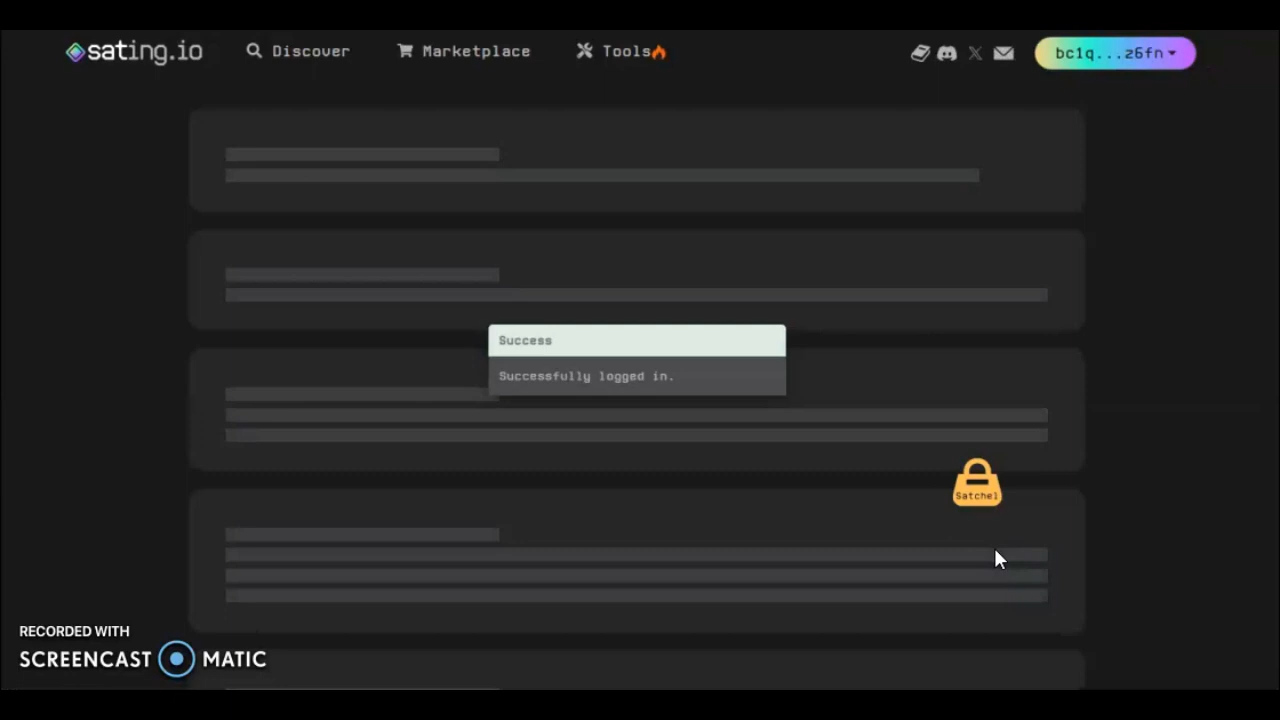 sating.io
Discover
Marketplace
Tools
bc1q...z6fn
Success
Successfully logged in.
Satchel
RECORDED WITH
SCREENCAST MATIC